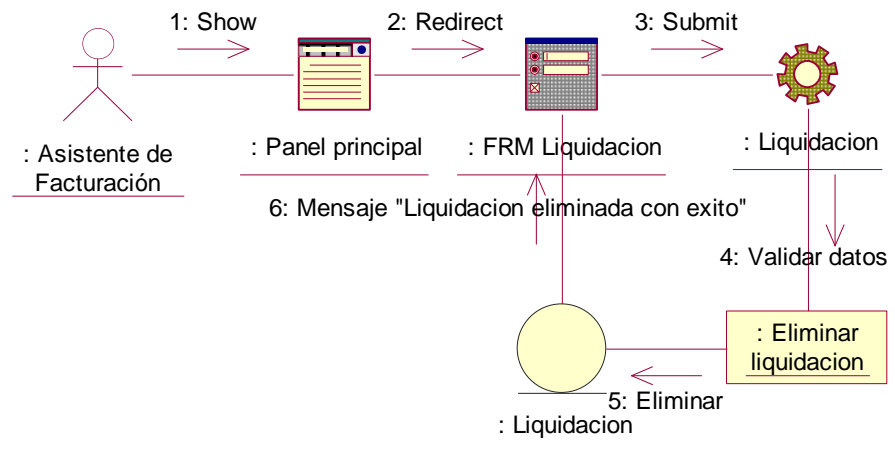 1: Show
2: Redirect
3: Submit
: Asistente de
Facturación
: Panel principal
: FRM Liquidacion
: Liquidacion
6: Mensaje "Liquidacion eliminada con exito"
4: Validar datos
: Eliminar
liquidacion
5: Eliminar
: Liquidacion